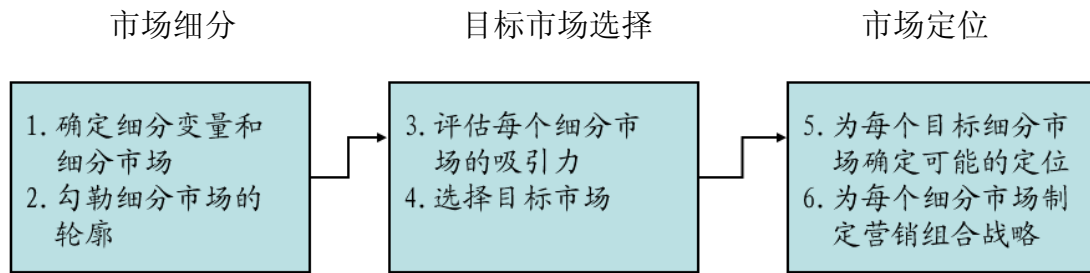 市场细分
目标市场选择
市场定位
1. 确定细分变量和
细分市场
2. 勾勒细分市场的
轮廓
3. 评估每个细分市
场的吸引力
4. 选择目标市场
5. 为每个目标细分市
场确定可能的定位
6. 为每个细分市场制
定营销组合战略